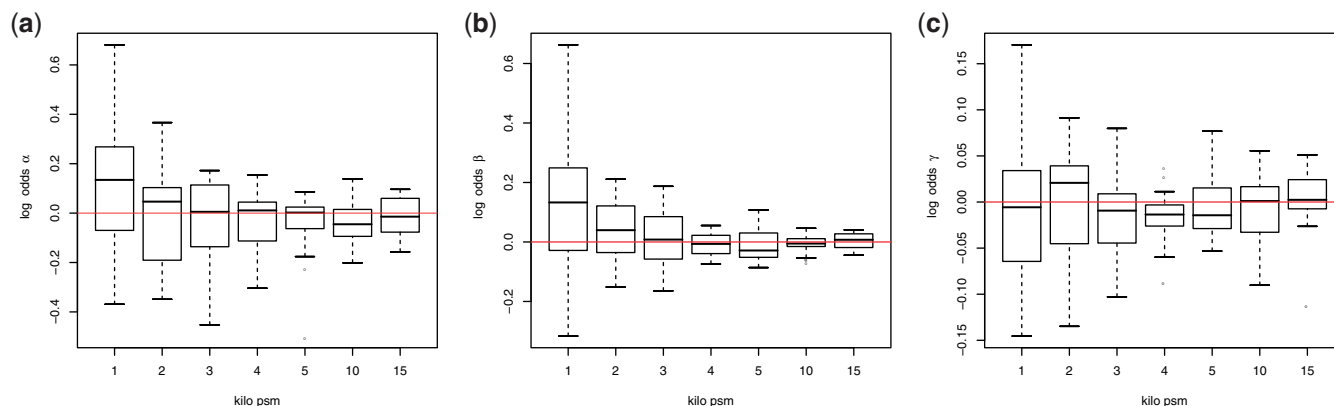 (a)
log odds α
0.6
0.4
0.2
0.0
−0.2
−0.4
1 2 3 4 5 10 15
kilo psm
(b)
log odds β
0.6
0.4
0.2
0.0
−0.2
1 2 3 4 5 10 15
kilo psm
(c)
log odds γ
0.15
0.10
0.05
0.00
−0.05
−0.10
−0.15
1 2 3 4 5 10 15
kilo psm